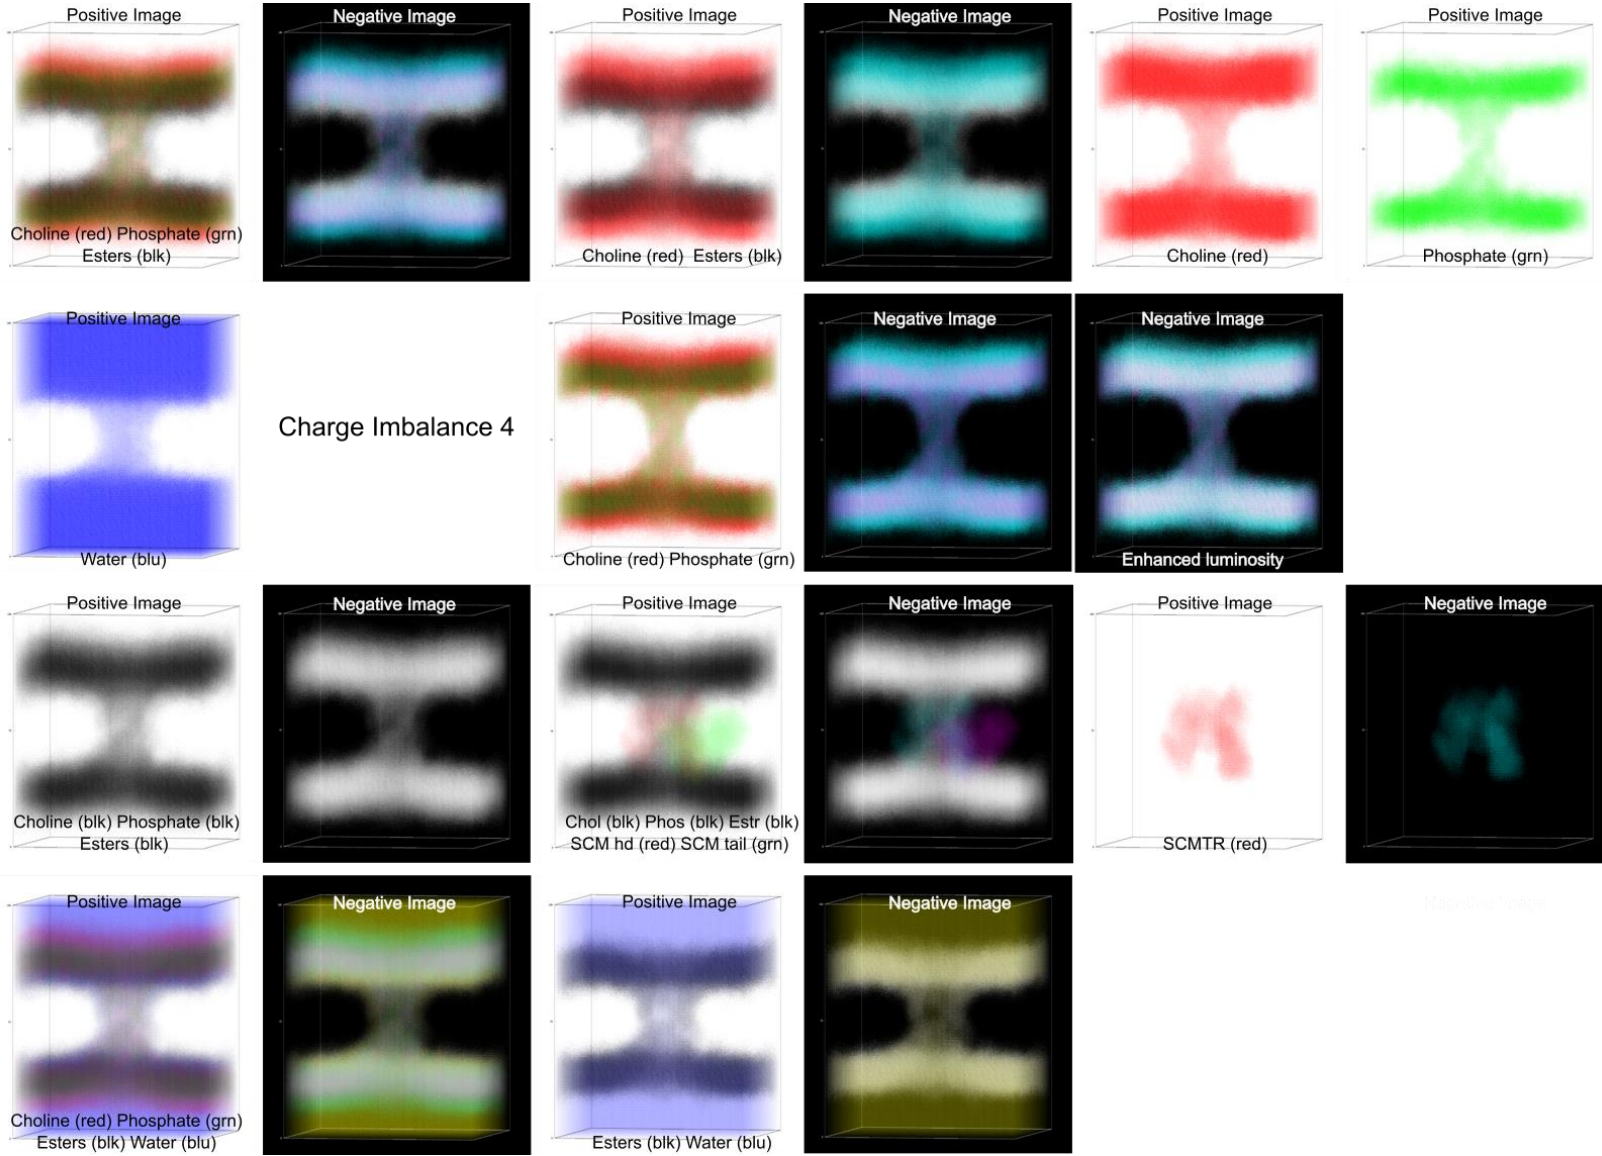 Positive Image
Negative Image
Positive Image
Negative Image
Positive Image
Positive Image
Choline (red) Phosphate (grn)
Esters (blk)
Choline (red) Esters (blk)
Choline (red)
Phosphate (grn)
Positive Image
Positive Image
Negative Image
Negative Image
Charge Imbalance 4
Water (blu)
Choline (red) Phosphate (grn)
Enhanced luminosity
Positive Image
Negative Image
Positive Image
Negative Image
Positive Image
Negative Image
Choline (blk) Phosphate (blk)
Esters (blk)
Chol (blk) Phos (blk) Estr (blk)
SCM hd (red) SCM tail (grn)
SCMTR (red)
Positive Image
Negative Image
Positive Image
Negative Image
Choline (red) Phosphate (grn)
Esters (blk) Water (blu)
Esters (blk) Water (blu)